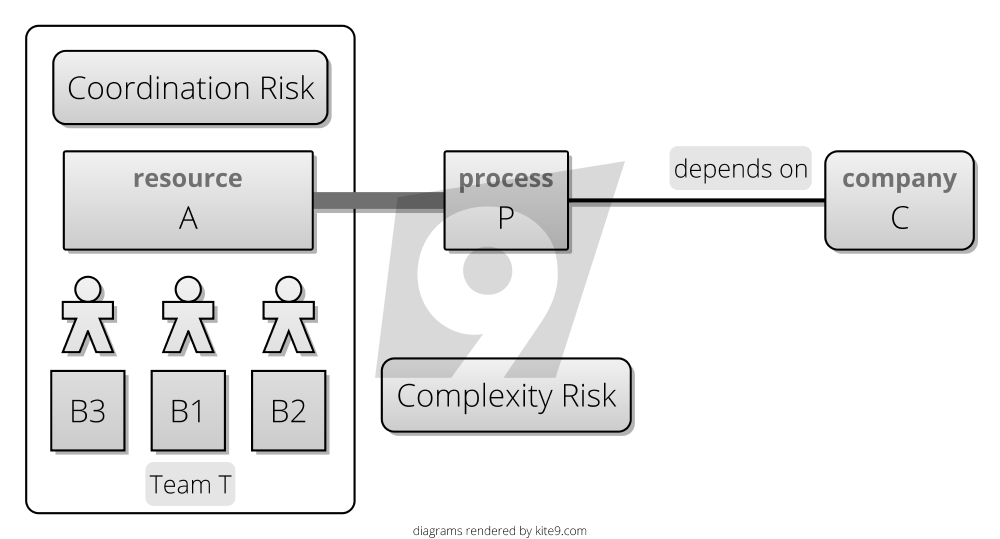 Coordination Risk
resource
A
process
P
depends on
company
C
B3
B1
B2
Team T
Complexity Risk
diagrams rendered by kite9.com